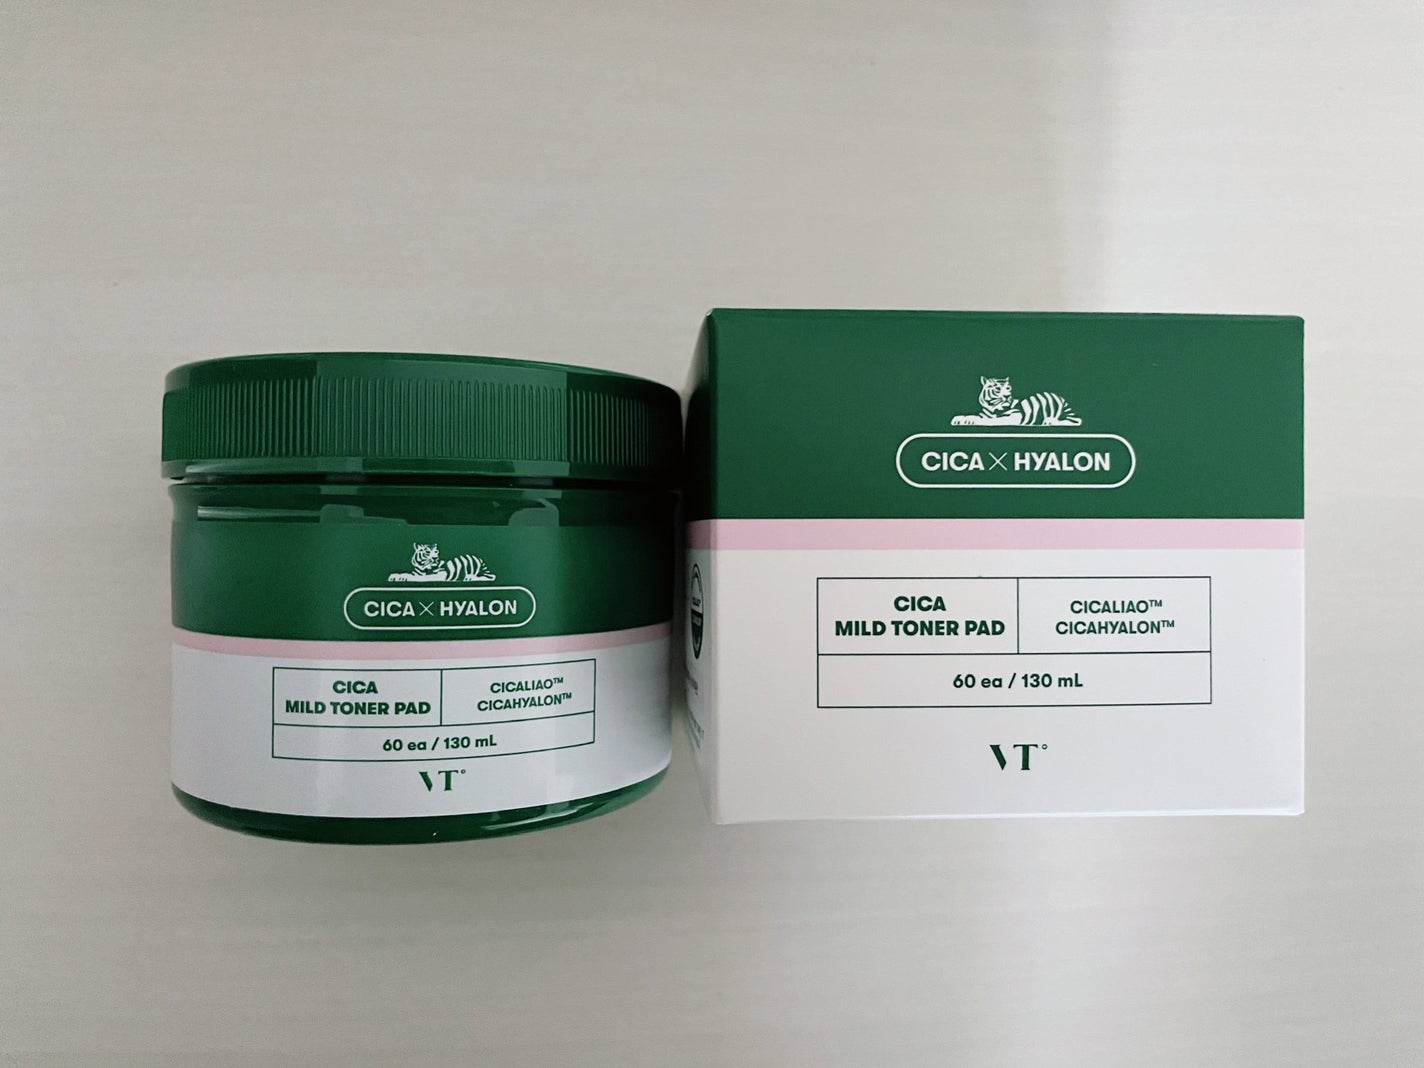 CICA × HYALON
CICA
MILD TONER PAD
CICALIAO™
CICAHYALON™
60 ea / 130 mL
VT°
CICA × HYALON
CICA
MILD TONER PAD
CICALIAO™
CICAHYALON™
60 ea / 130 mL
VT°